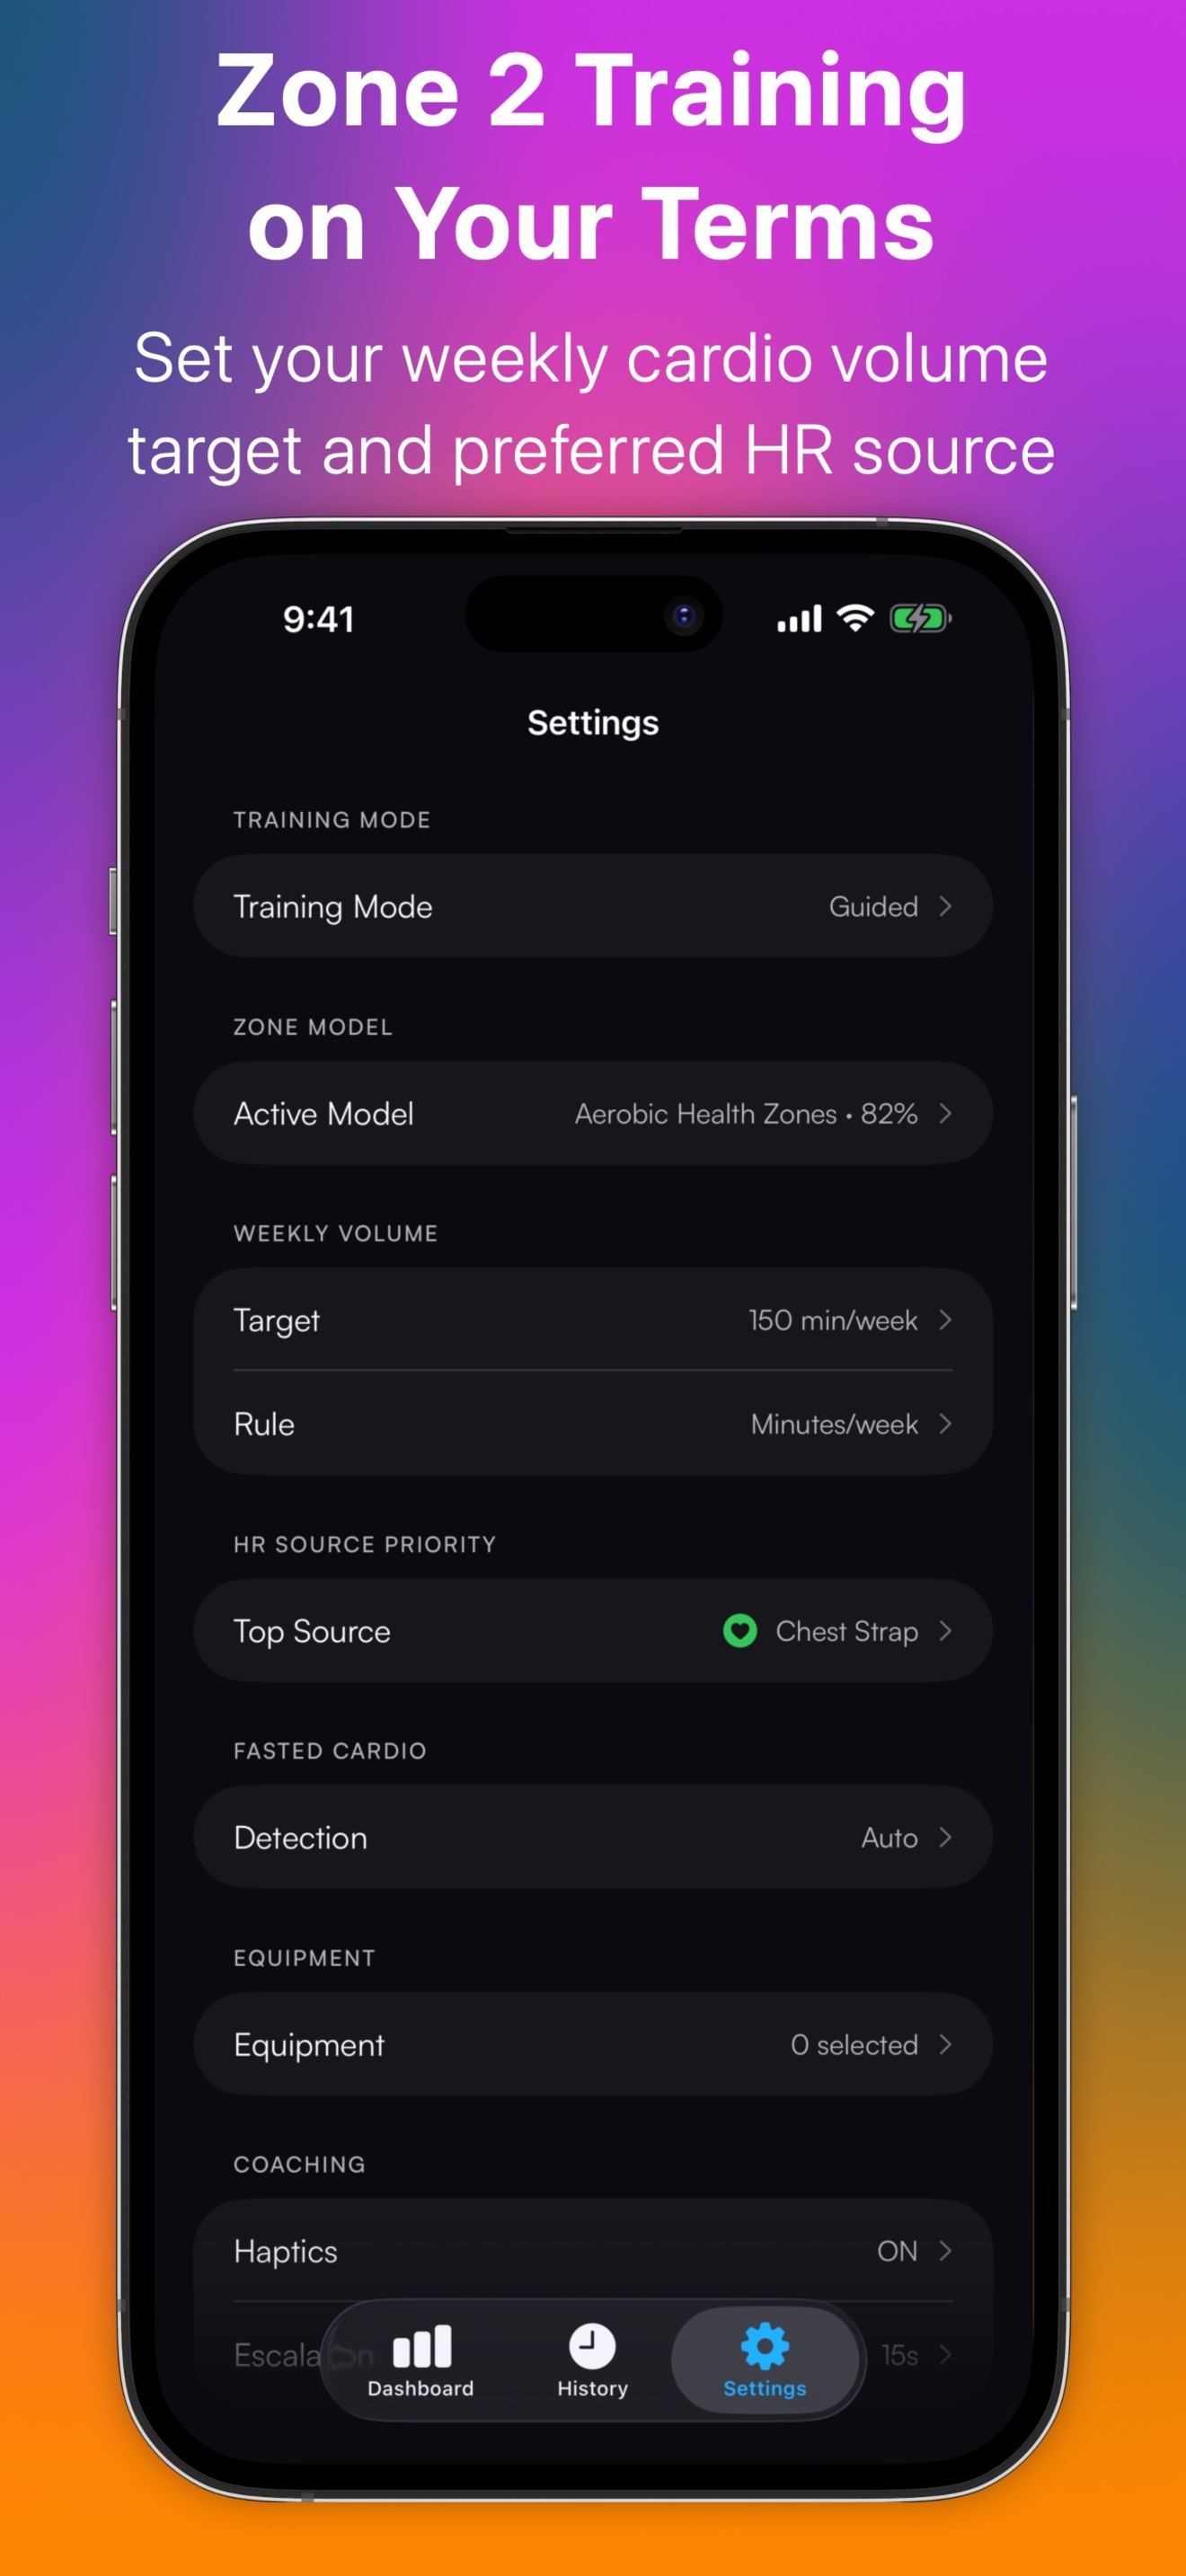 Zone 2 Training
on Your Terms
Set your weekly cardio volume
target and preferred HR source
9:41
Settings
TRAINING MODE
Training Mode Guided
ZONE MODEL
Active Model Aerobic Health Zones • 82%
WEEKLY VOLUME
Target 150 min/week
Rule Minutes/week
HR SOURCE PRIORITY
Top Source Chest Strap
FASTED CARDIO
Detection Auto
EQUIPMENT
Equipment 0 selected
COACHING
Haptics ON
15s
Dashboard History Settings